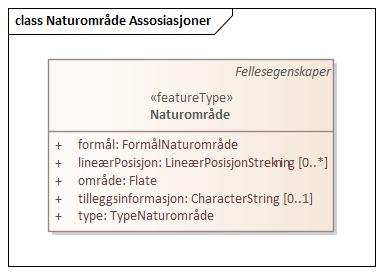 class Naturområde Assosiasjoner
Fellesegenskaper
«featureType»
Naturområde
+ formål: FormålNaturområde
+ lineærPosisjon: LineærPosisjonStrekning [0..*]
+ område: Flate
+ tilleggsinformasjon: CharacterString [0..1]
+ type: TypeNaturområde